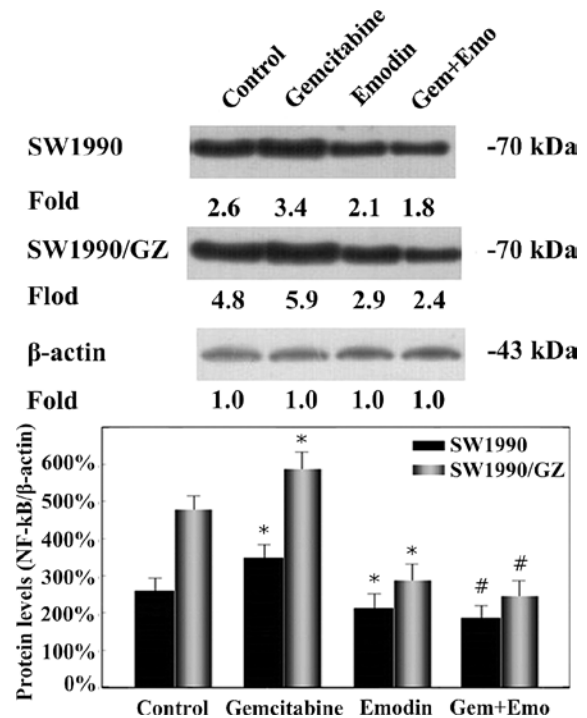 Control Gemcitabine Emodin Gem+Emo
SW1990 -70 kDa
Fold 2.6 3.4 2.1 1.8
SW1990/GZ -70 kDa
Flod 4.8 5.9 2.9 2.4
β-actin -43 kDa
Fold 1.0 1.0 1.0 1.0
Protein levels (NF-kB/β-actin)
SW1990
SW1990/GZ
600%
500%
400%
300%
200%
100%
0%
* * * * # #
Control Gemcitabine Emodin Gem+Emo